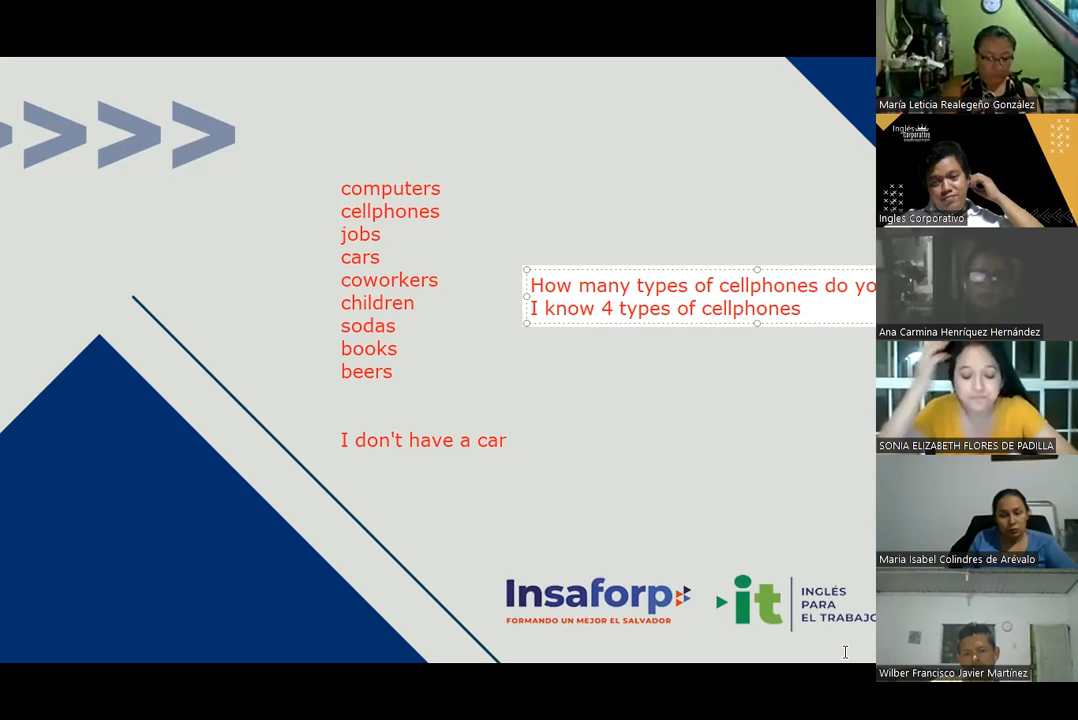 computers
cellphones
jobs
cars
coworkers
children
sodas
books
beers
I don't have a car
How many types of cellphones do yo
I know 4 types of cellphones
Insaforp
FORMANDO UN MEJOR EL SALVADOR
it
INGLÉS
PARA
EL TRABAJO
María Leticia Realegeño González
Inglés
Corporativo
Ingles Corporativo
Ana Carmina Henríquez Hernández
SONIA ELIZABETH FLORES DE PADILLA
Maria Isabel Colindres de Arévalo
Wilber Francisco Javier Martínez